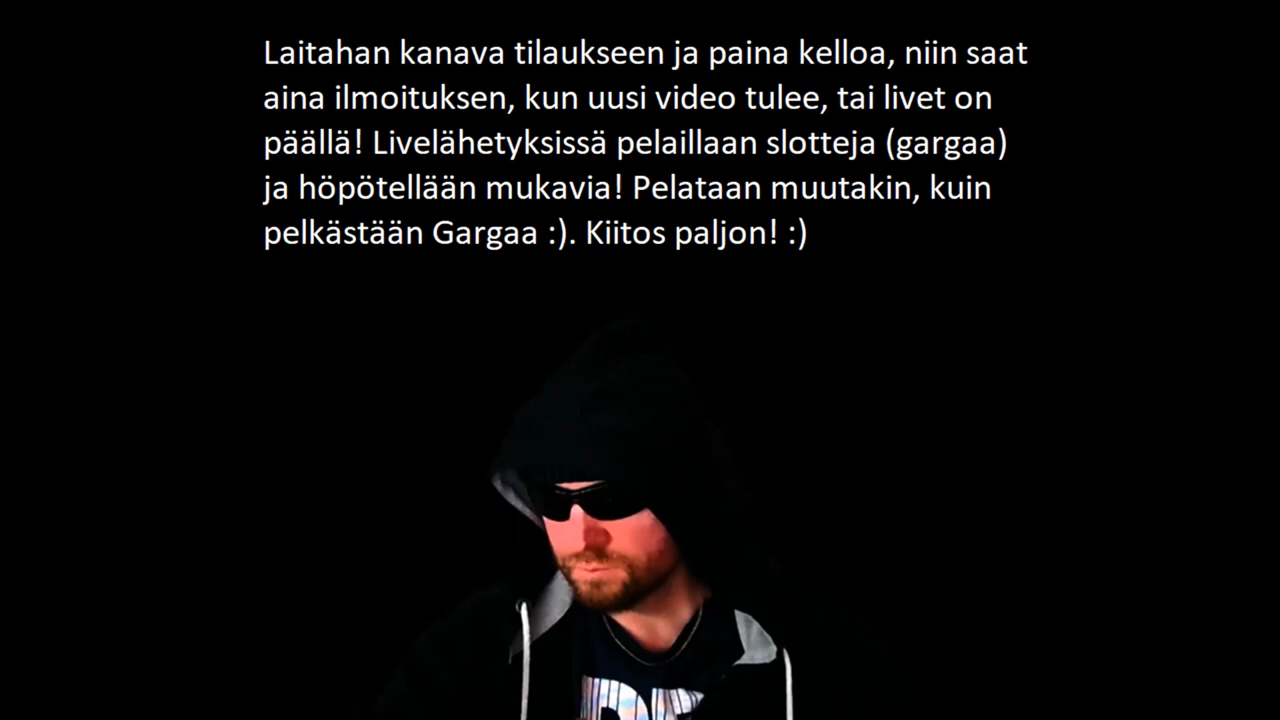 Laitahan kanava tilaukseen ja paina kelloa, niin saat
aina ilmoituksen, kun uusi video tulee, tai livet on
päällä! Livelähetyksissä pelaillaan slotteja (gargaa)
ja höpötellään mukavia! Pelataan muutakin, kuin
pelkästään Gargaa :). Kiitos paljon! :)